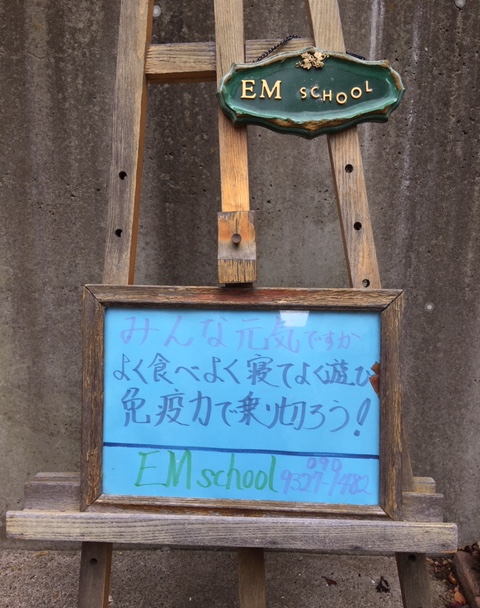 EM SCHOOL
みんな元気ですか
よく食べよく寝てよく遊び
免疫力で乗り切ろう!
EM school 090
9327-1482